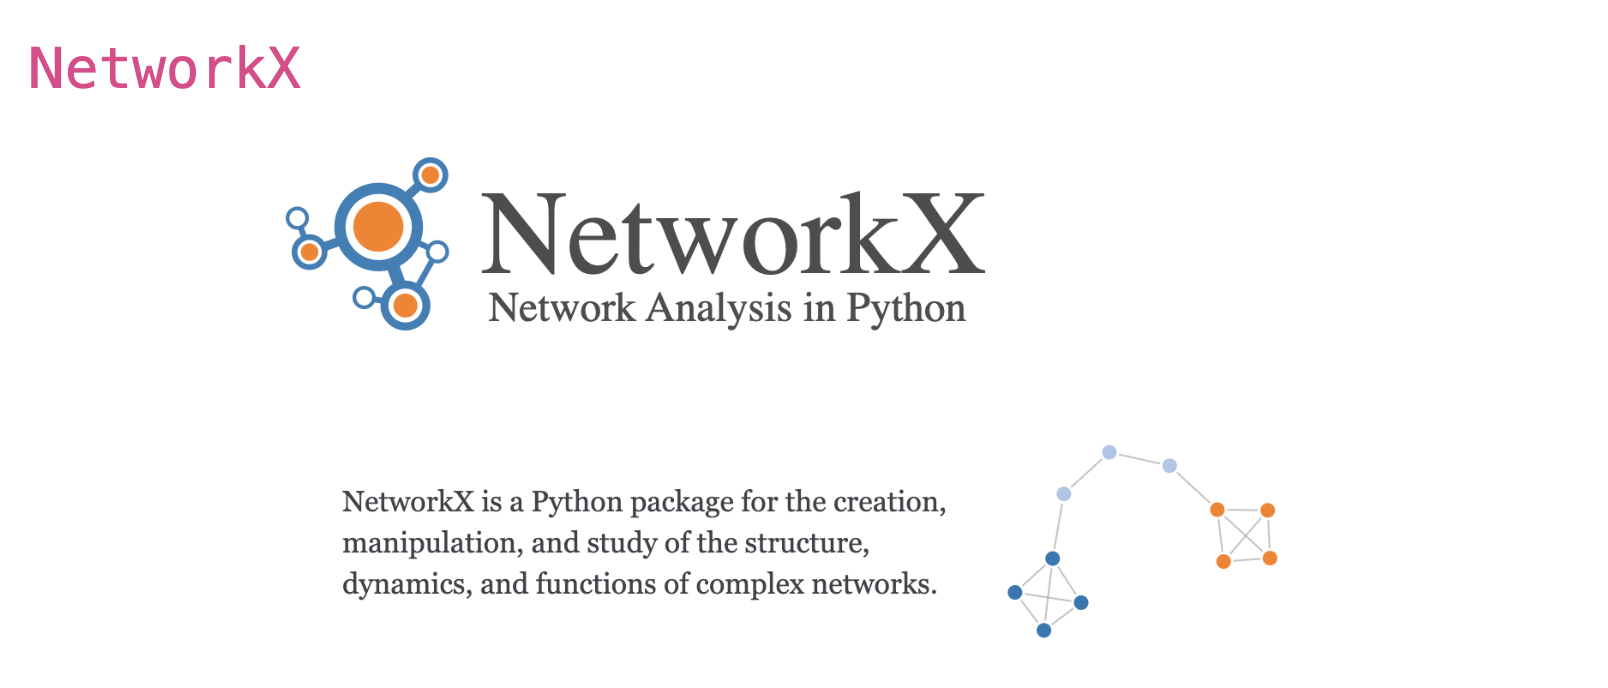 NetworkX
NetworkX
Network Analysis in Python
NetworkX is a Python package for the creation,
manipulation, and study of the structure,
dynamics, and functions of complex networks.